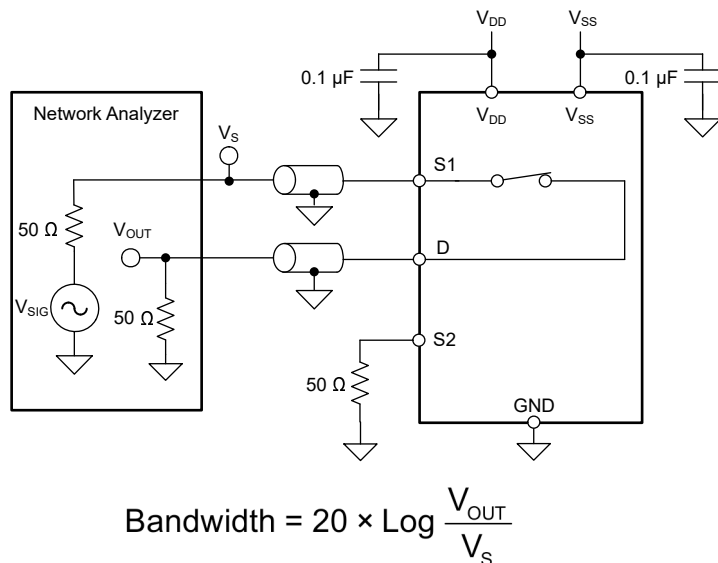 V_DD
V_SS
0.1 µF
0.1 µF
Network Analyzer
V_DD
V_SS
V_S
S1
50 Ω
V_OUT
D
V_SIG
50 Ω
S2
50 Ω
GND
Bandwidth = 20 × Log V_OUT / V_S